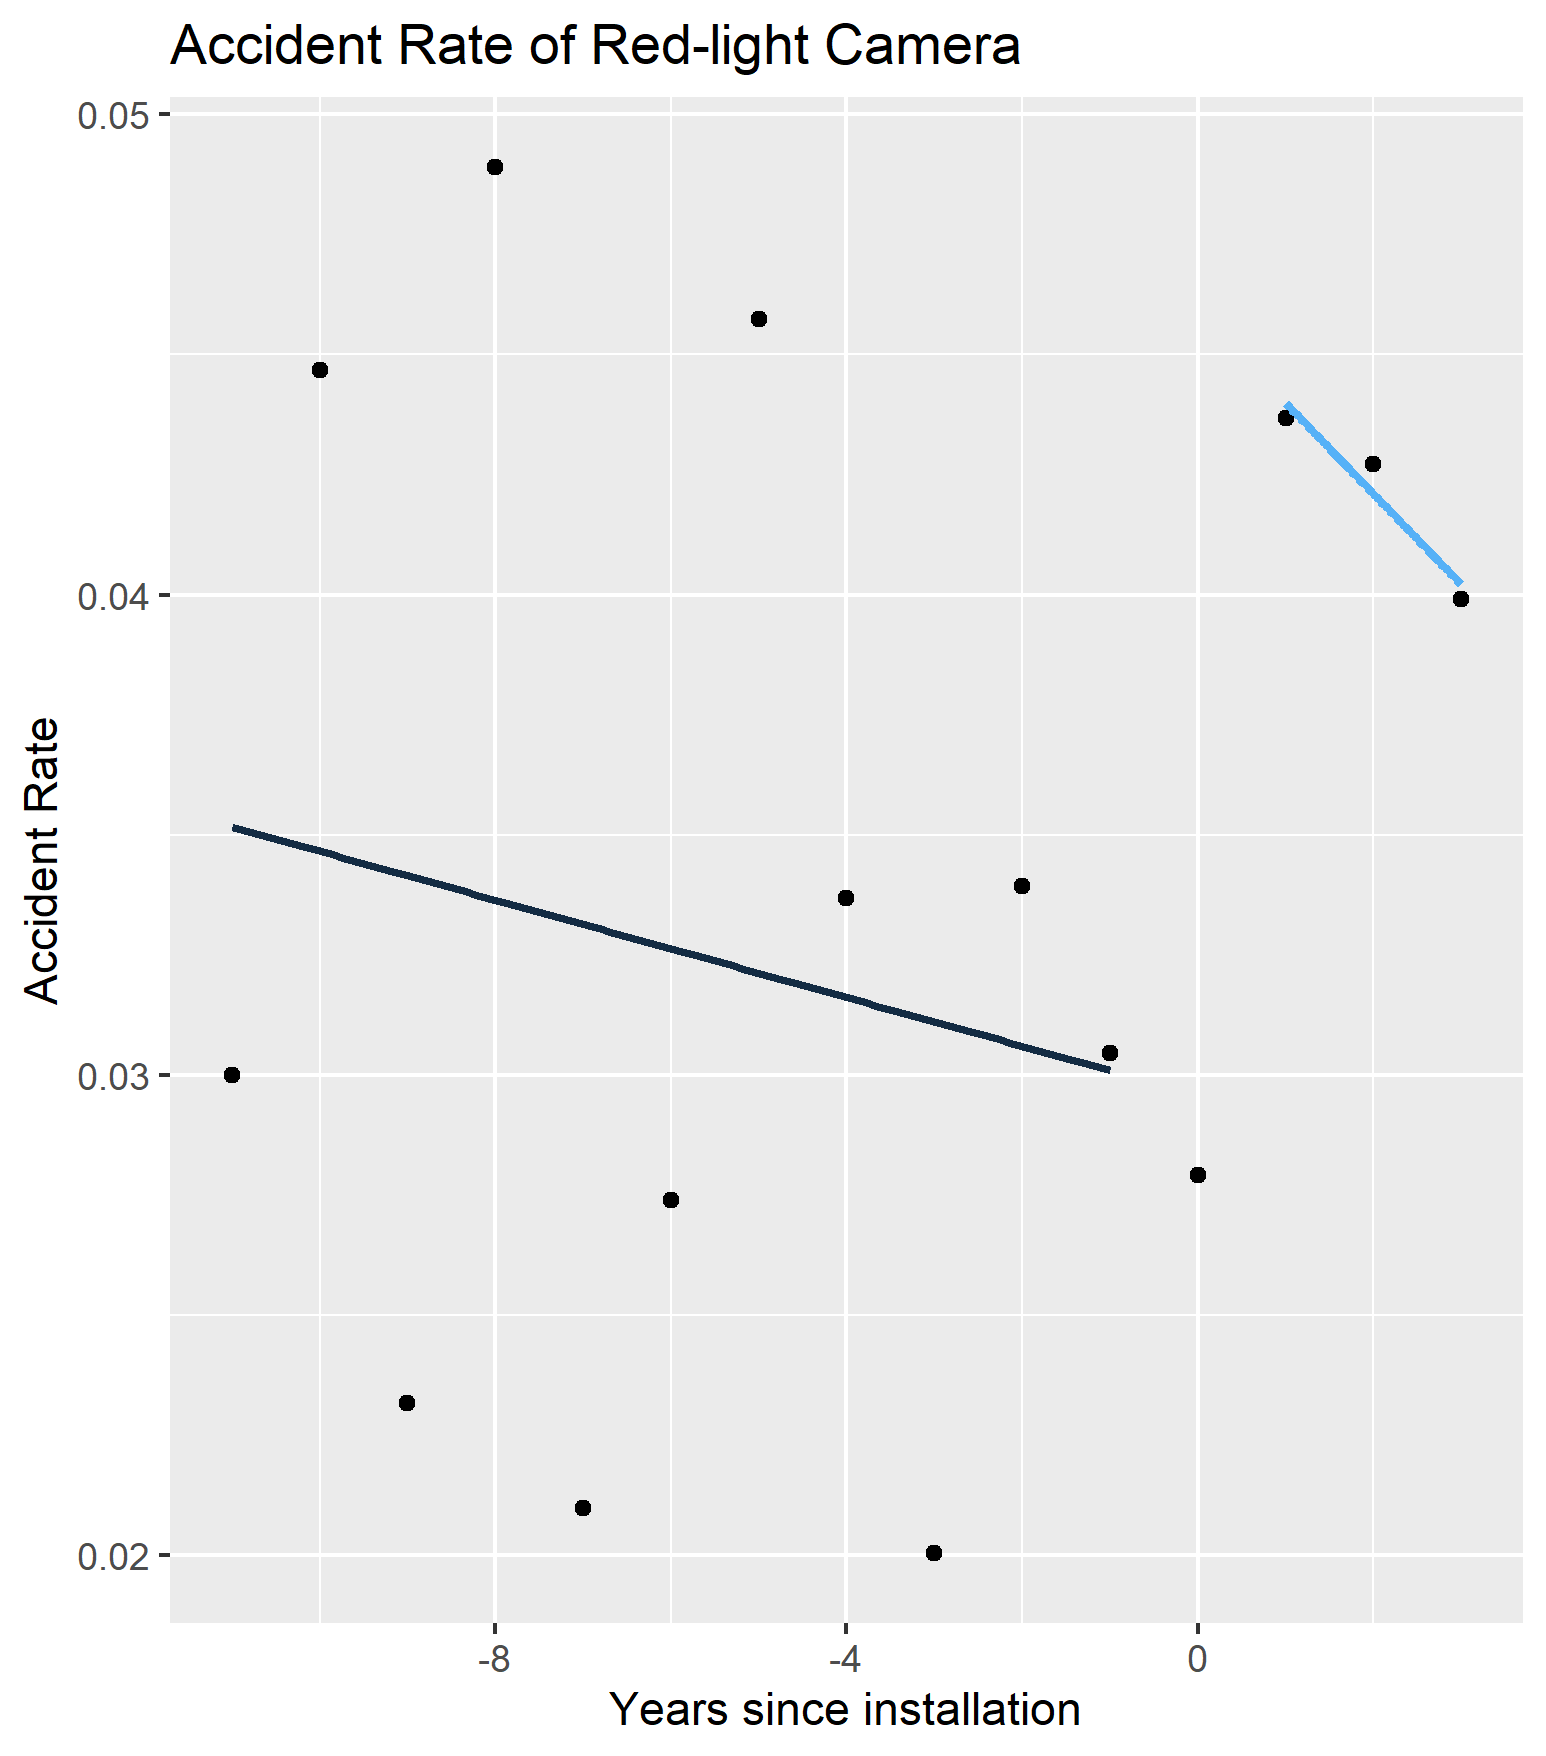 Accident Rate of Red-light Camera
0.05
0.04
0.03
0.02
Accident Rate
-8
-4
0
Years since installation